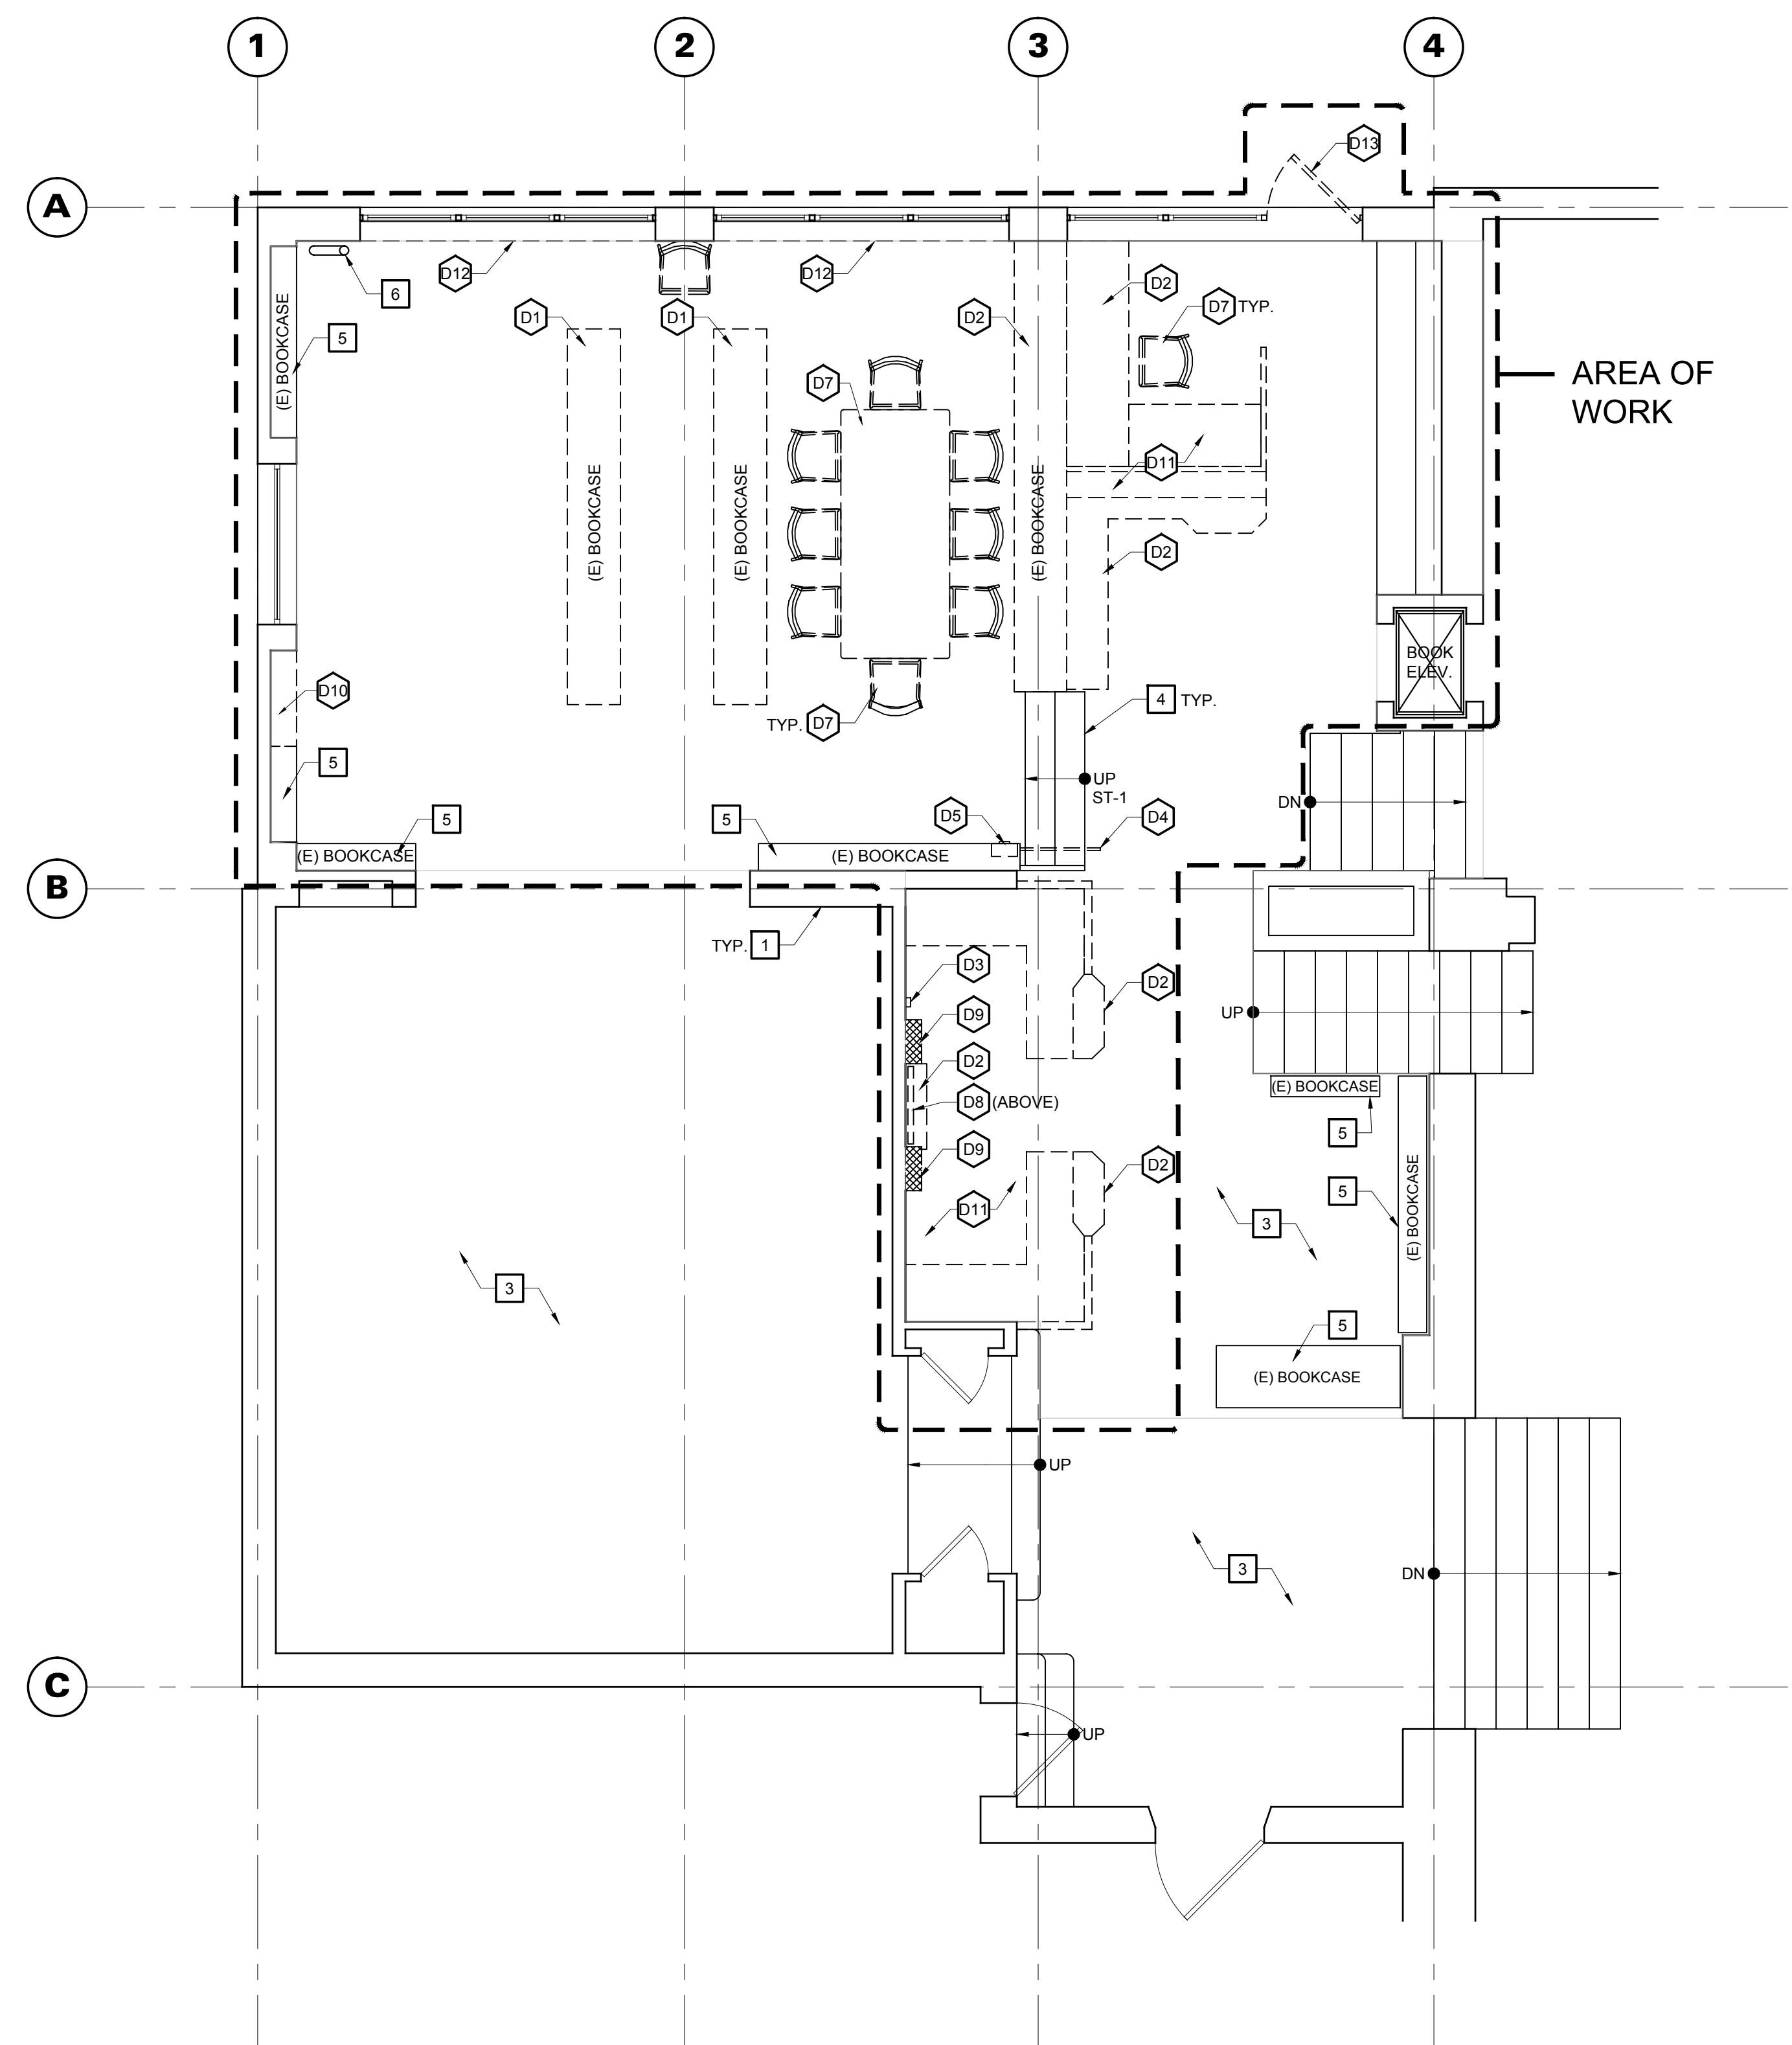 1
2
3
4
A
D13
D12
D12
6
D1
D1
D2
D2
D7 TYP.
(E) BOOKCASE
5
D7
AREA OF
WORK
D11
(E) BOOKCASE
(E) BOOKCASE
(E) BOOKCASE
D2
BOOK
ELEV.
D10
TYP. D7
4 TYP.
5
UP
ST-1
DN
5
5
D5
D4
(E) BOOKCASE
(E) BOOKCASE
B
TYP. 1
D3
D2
D9
UP
D2
D8 (ABOVE)
(E) BOOKCASE
D9
5
D2
5
(E) BOOKCASE
D11
3
3
5
(E) BOOKCASE
UP
3
DN
C
UP